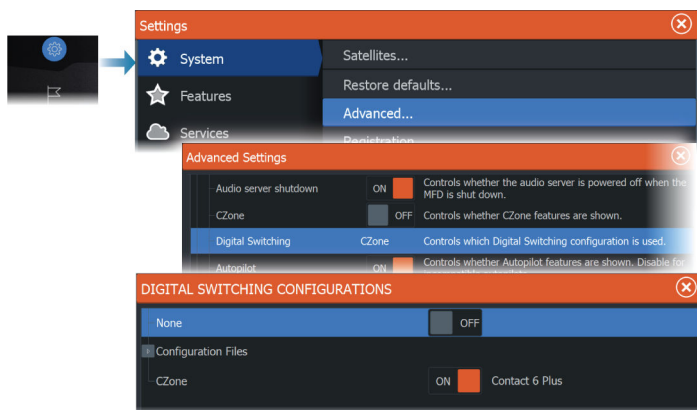 Settings
System
Features
Services
Satellites...
Restore defaults...
Advanced...
Registration
Advanced Settings
Audio server shutdown ON Controls whether the audio server is powered off when the
MFD is shut down.
CZone OFF Controls whether CZone features are shown.
Digital Switching CZone Controls which Digital Switching configuration is used.
Autopilot ON Controls whether Autopilot features are shown. Disable for
DIGITAL SWITCHING CONFIGURATIONS
None OFF
Configuration Files
CZone ON Contact 6 Plus